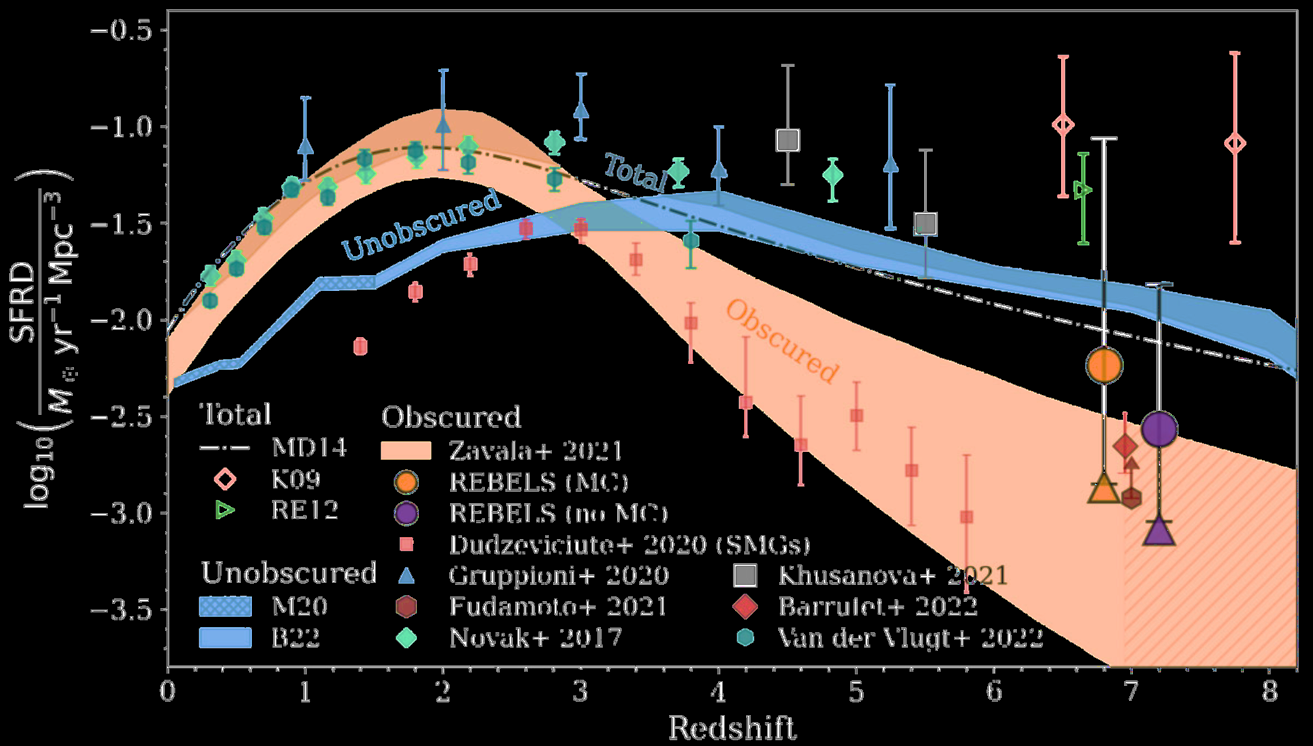 −0.5
−1.0
−1.5
−2.0
−2.5
−3.0
−3.5
log10(SFRD / M☉ yr−1 Mpc−3)
Total
Unobscured
Obscured
Total
MD14
K09
RE12
Unobscured
M20
B22
Obscured
Zavala+ 2021
REBELS (MC)
REBELS (no MC)
Dudzeviciute+ 2020 (SMGs)
Gruppioni+ 2020
Fudamoto+ 2021
Novak+ 2017
Khusanova+ 2021
Barrufet+ 2022
Van der Vlugt+ 2022
0 1 2 3 4 5 6 7 8
Redshift